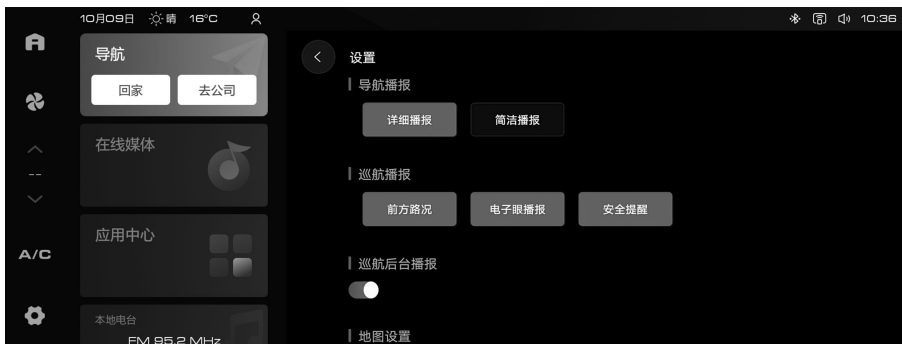 10月09日 晴 16°C 10:36
A
导航
回家 去公司
在线媒体
--
应用中心
A/C
本地电台
FM 95.2 MHz
设置
导航播报
详细播报 简洁播报
巡航播报
前方路况 电子眼播报 安全提醒
巡航后台播报
地图设置